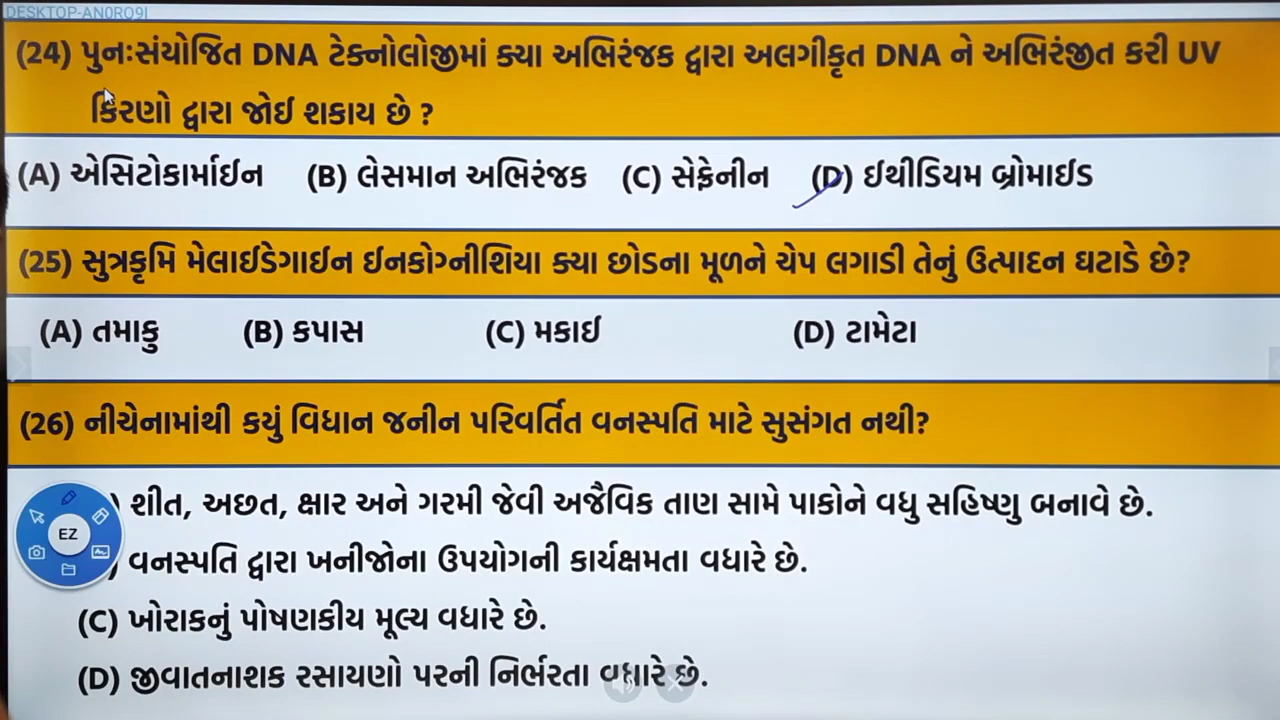 DESKTOP-AN0RQ9I
(24) પુનઃસંયોજિત DNA ટેક્નોલોજીમાં ક્યા અભિરંજક દ્વારા અલગીકૃત DNA ને અભિરંજીત કરી UV
કિરણો દ્વારા જોઈ શકાય છે ?
(A) એસિટોકાર્માઈન (B) લેસમાન અભિરંજક (C) સેફ્રેનીન (D) ઈથીડિયમ બ્રોમાઈડ
(25) સુત્રકૃમિ મેલાઈડેગાઈન ઈનકોગ્નીશિયા ક્યા છોડના મૂળને ચેપ લગાડી તેનું ઉત્પાદન ઘટાડે છે?
(A) તમાકુ (B) કપાસ (C) મકાઈ (D) ટામેટા
(26) નીચેનામાંથી કયું વિધાન જનીન પરિવર્તિત વનસ્પતિ માટે સુસંગત નથી?
) શીત, અછત, ક્ષાર અને ગરમી જેવી અજૈવિક તાણ સામે પાકોને વધુ સહિષ્ણુ બનાવે છે.
EZ
) વનસ્પતિ દ્વારા ખનીજોના ઉપયોગની કાર્યક્ષમતા વધારે છે.
(C) ખોરાકનું પોષણકીય મૂલ્ય વધારે છે.
(D) જીવાતનાશક રસાયણો પરની નિર્ભરતા વધારે છે.